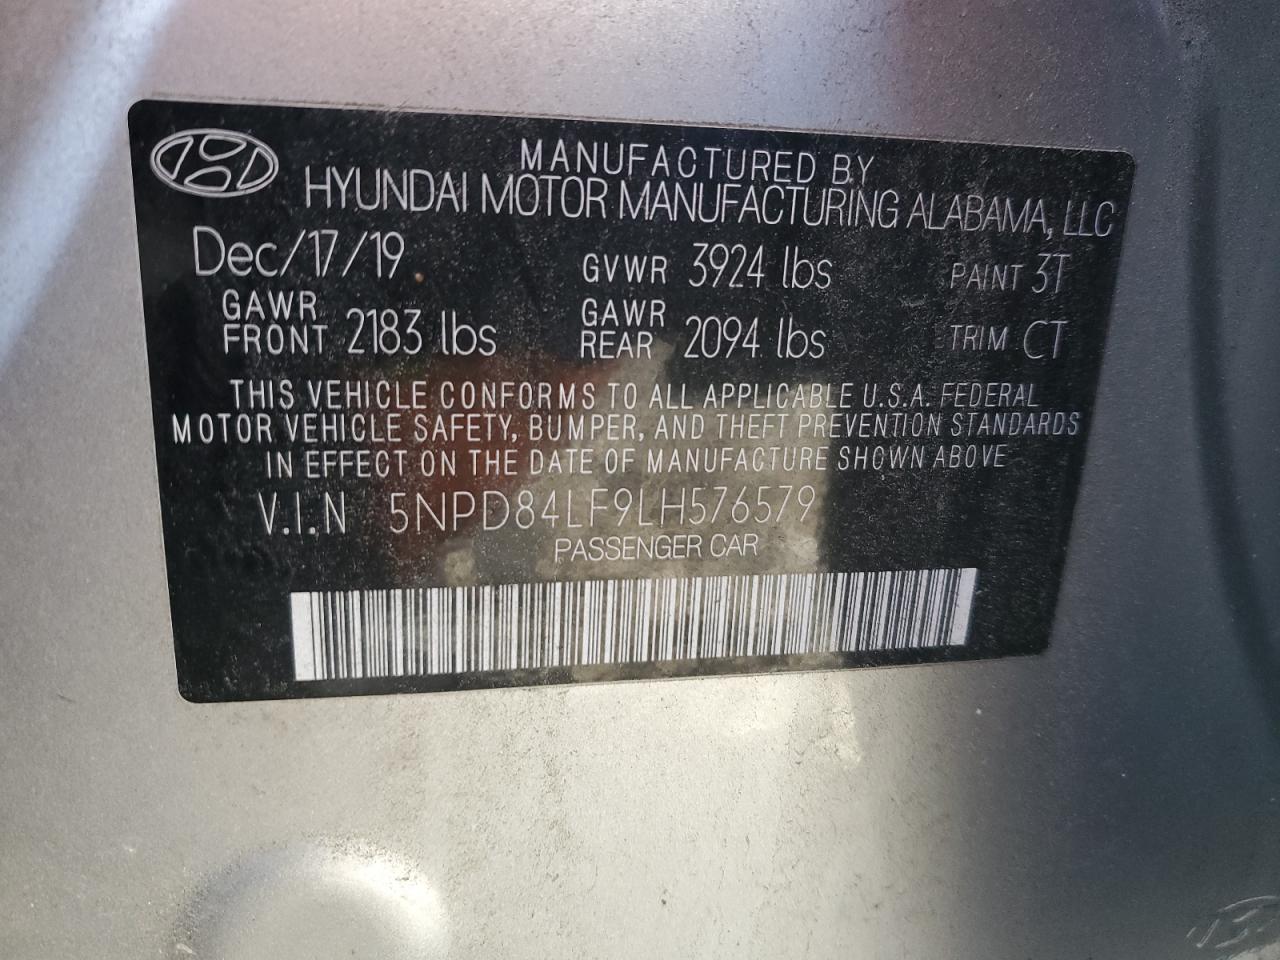 MANUFACTURED BY
HYUNDAI MOTOR MANUFACTURING ALABAMA, LLC
Dec/17/19 GVWR 3924 lbs PAINT 3T
GAWR FRONT 2183 lbs GAWR REAR 2094 lbs TRIM CT
THIS VEHICLE CONFORMS TO ALL APPLICABLE U.S.A. FEDERAL
MOTOR VEHICLE SAFETY, BUMPER, AND THEFT PREVENTION STANDARDS
IN EFFECT ON THE DATE OF MANUFACTURE SHOWN ABOVE
V.I.N 5NPD84LF9LH576579
PASSENGER CAR